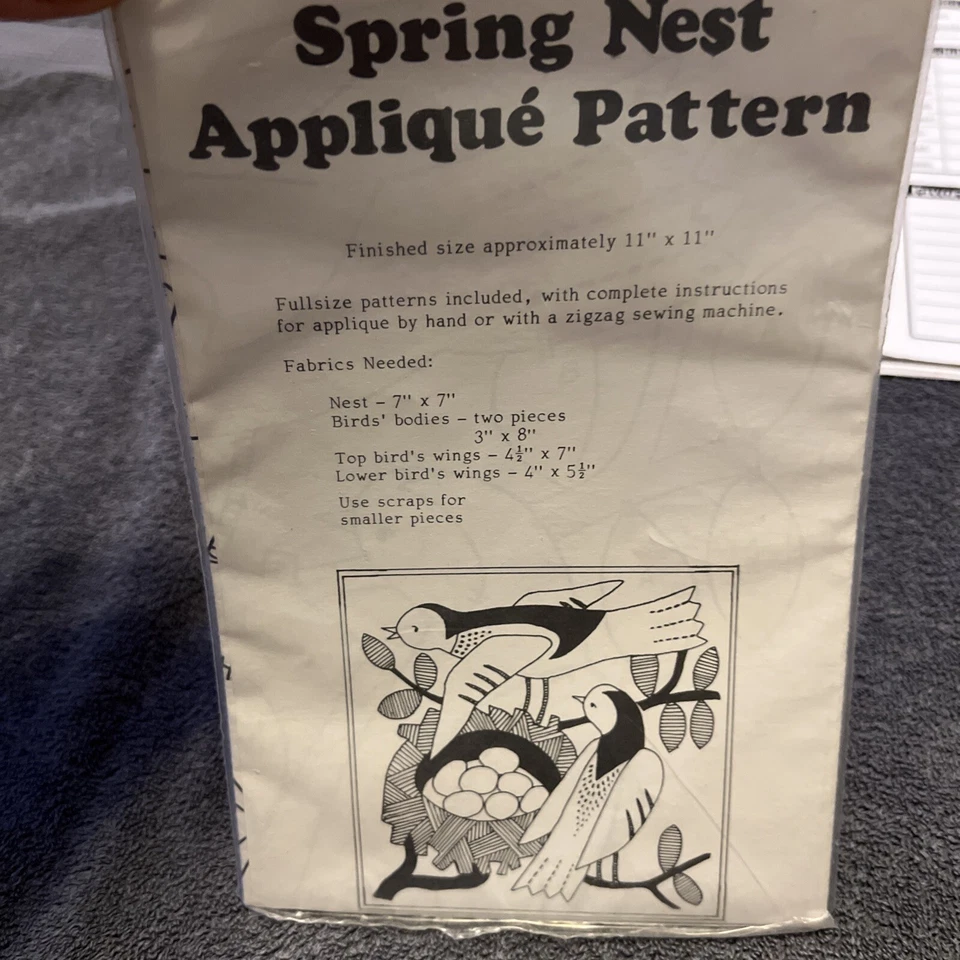 Spring Nest
Appliqué Pattern
Finished size approximately 11" x 11"
Fullsize patterns included, with complete instructions
for applique by hand or with a zigzag sewing machine.
Fabrics Needed:
Nest – 7" x 7"
Birds' bodies – two pieces
3" x 8"
Top bird's wings – 4½" x 7"
Lower bird's wings – 4" x 5½"
Use scraps for
smaller pieces